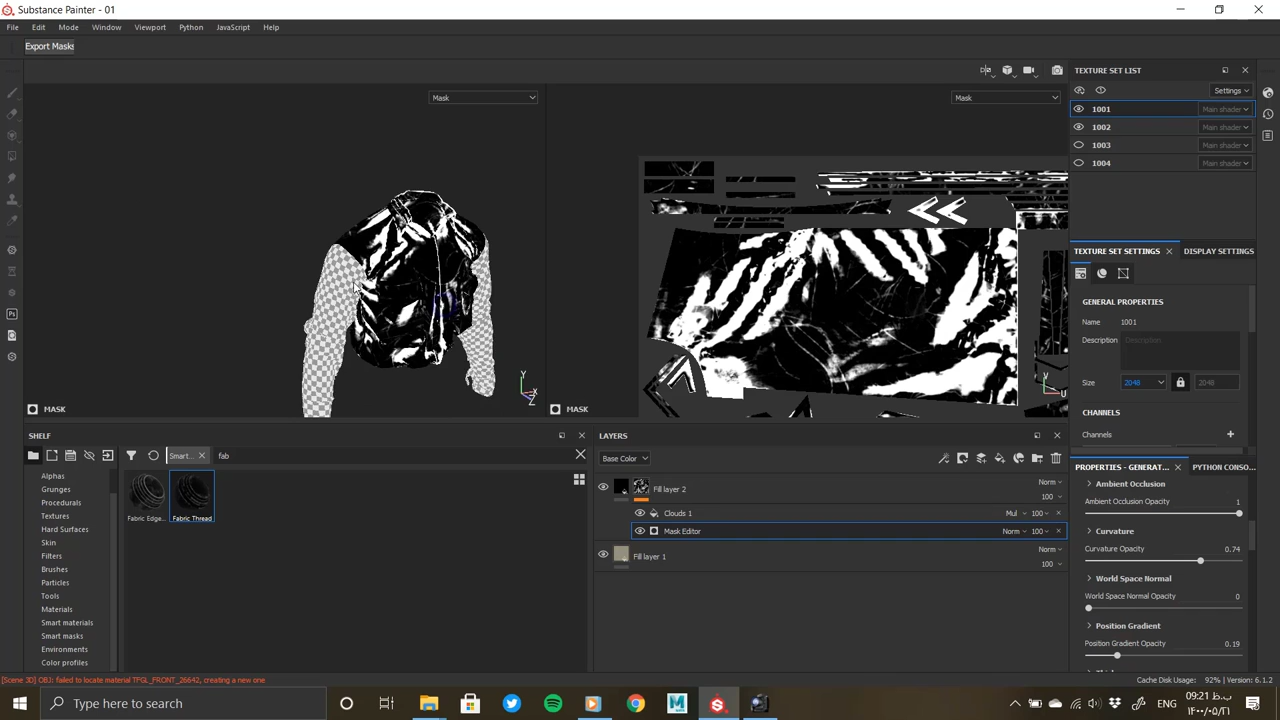 Substance Painter - 01
File Edit Mode Window Viewport Python JavaScript Help
Export Masks
Mask
Mask
MASK
MASK
TEXTURE SET LIST
Settings
1001 Main shader
1002 Main shader
1003 Main shader
1004 Main shader
TEXTURE SET SETTINGS DISPLAY SETTINGS
GENERAL PROPERTIES
Name 1001
Description Description
Size 2048 2048
CHANNELS
Channels
SHELF
Smart... fab
Alphas
Grunges
Procedurals
Textures
Hard Surfaces
Skin
Filters
Brushes
Particles
Tools
Materials
Smart materials
Smart masks
Environments
Color profiles
Fabric Edge...
Fabric Thread
LAYERS
Base Color
Fill layer 2 Norm 100
Clouds 1 Mul 100
Mask Editor Norm 100
Fill layer 1 Norm 100
PROPERTIES - GENERAT... PYTHON CONSO...
Ambient Occlusion
Ambient Occlusion Opacity 1
Curvature
Curvature Opacity 0.74
World Space Normal
World Space Normal Opacity 0
Position Gradient
Position Gradient Opacity 0.19
[Scene 3D] OBJ: failed to locate material TPGL_FRONT_26642, creating a new one
Cache Disk Usage: 92% | Version: 6.1.2
Type here to search
ENG
09:21 ب.ظ
۱۴۰۰/۰۵/۲۱